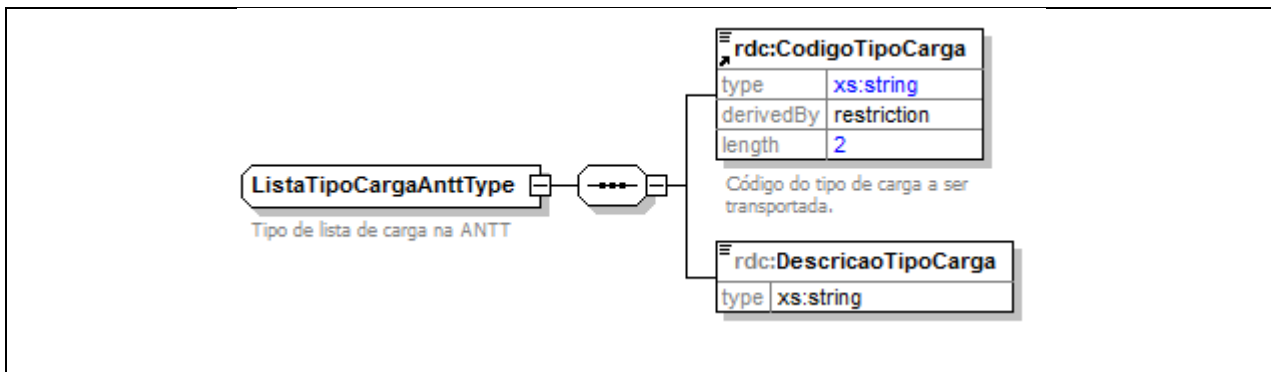 rdc:CodigoTipoCarga
type xs:string
derivedBy restriction
length 2
Código do tipo de carga a ser
transportada.
ListaTipoCargaAnttType
Tipo de lista de carga na ANTT
rdc:DescricaoTipoCarga
type xs:string